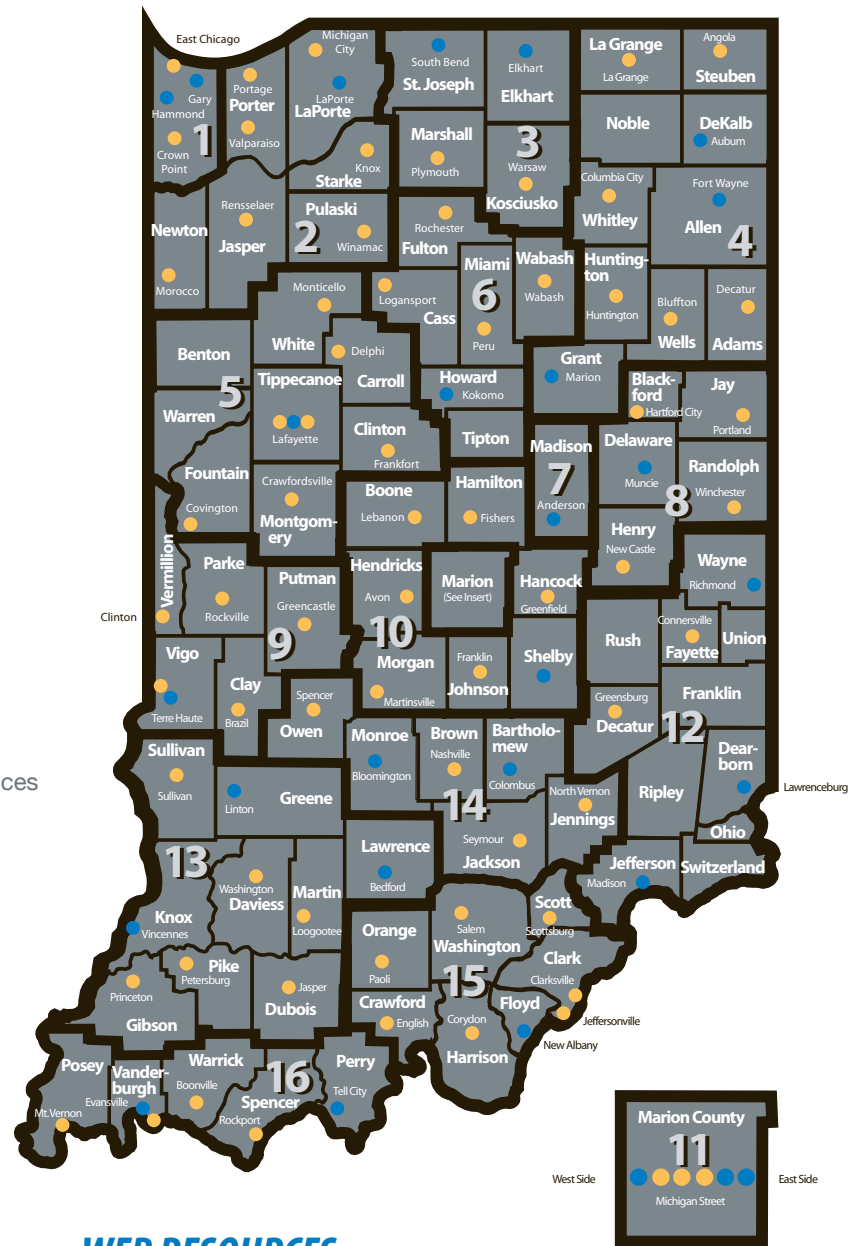 East Chicago
Michigan
City
Gary
Hammond
Crown
Point
1
Portage
Porter
Valparaiso
LaPorte
LaPorte
South Bend
St. Joseph
Elkhart
Elkhart
La Grange
La Grange
Angola
Steuben
Noble
DeKalb
Aubum
Marshall
Plymouth
3
Warsaw
Kosciusko
Knox
Starke
Columbia City
Whitley
Fort Wayne
Allen
4
Newton
Morocco
Rensselaer
Jasper
Pulaski
2
Winamac
Rochester
Fulton
Miami
6
Peru
Wabash
Wabash
Hunting-
ton
Huntington
Bluffton
Wells
Decatur
Adams
Monticello
White
Logansport
Cass
Benton
Delphi
Carroll
5
Warren
Tippecanoe
Lafayette
Howard
Kokomo
Grant
Marion
Black-
ford
Hartford City
Jay
Portland
Clinton
Frankfort
Tipton
Madison
7
Anderson
Delaware
Muncie
8
Randolph
Winchester
Fountain
Covington
Crawfordsville
Montgom-
ery
Boone
Lebanon
Hamilton
Fishers
Henry
New Castle
Wayne
Richmond
Vermillion
Clinton
Parke
Rockville
Putman
Greencastle
9
Hendricks
Avon
10
Marion
(See Insert)
Hancock
Greenfield
Rush
Connersville
Fayette
Union
Vigo
Terre Haute
Clay
Brazil
Spencer
Owen
Morgan
Martinsville
Franklin
Johnson
Shelby
Greensburg
Decatur
Franklin
12
Sullivan
Sullivan
Linton
Greene
Monroe
Bloomington
Brown
Nashville
Bartholo-
mew
Colombus
North Vernon
Jennings
Ripley
Dear-
born
Lawrenceburg
Ohio
Switzerland
ces
14
Seymour
Jackson
Lawrence
Bedford
Jefferson
Madison
13
Knox
Vincennes
Washington
Daviess
Martin
Loogootee
Orange
Paoli
Salem
Washington
Scott
Scottsburg
Clark
Clarksville
Jeffersonville
15
Floyd
New Albany
Corydon
Harrison
Crawford
English
Princeton
Gibson
Petersburg
Pike
Jasper
Dubois
Posey
Mt.Vernon
Vander-
burgh
Evansville
Warrick
Boonville
16
Spencer
Rockport
Perry
Tell City
Marion County
11
West Side
East Side
Michigan Street
WEB RESOURCES